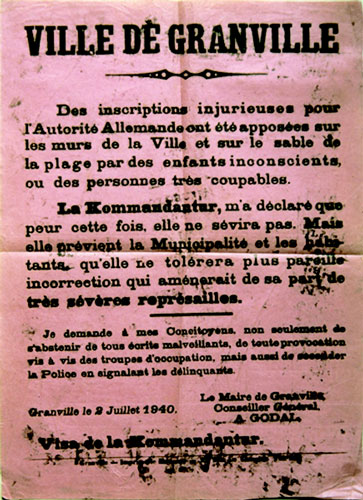 VILLE DE GRANVILLE
Des inscriptions injurieuses pour
l'Autorité Allemande ont été apposées sur
les murs de la Ville et sur le sable de
la plage par des enfants inconscients,
ou des personnes très coupables.
La Kommandantur, m'a déclaré que
peur cette fois, elle ne sévira pas. Mais
elle prévient la Municipalité et les habi-
tants, qu'elle ne tolérera plus pareille
incorrection qui amènerait de sa part de
très sévères représailles.
Je demande à mes Concitoyens, non seulement de
s'abstenir de tous écrits malveillants, de toute provocation
vis à vis des troupes d'occupation, mais aussi de seconder
la Police en signalant les délinquants.
Granville le 2 Juillet 1940.
Le Maire de Granville,
Conseiller Général,
A. GODAL.
Visa de la Kommandantur.